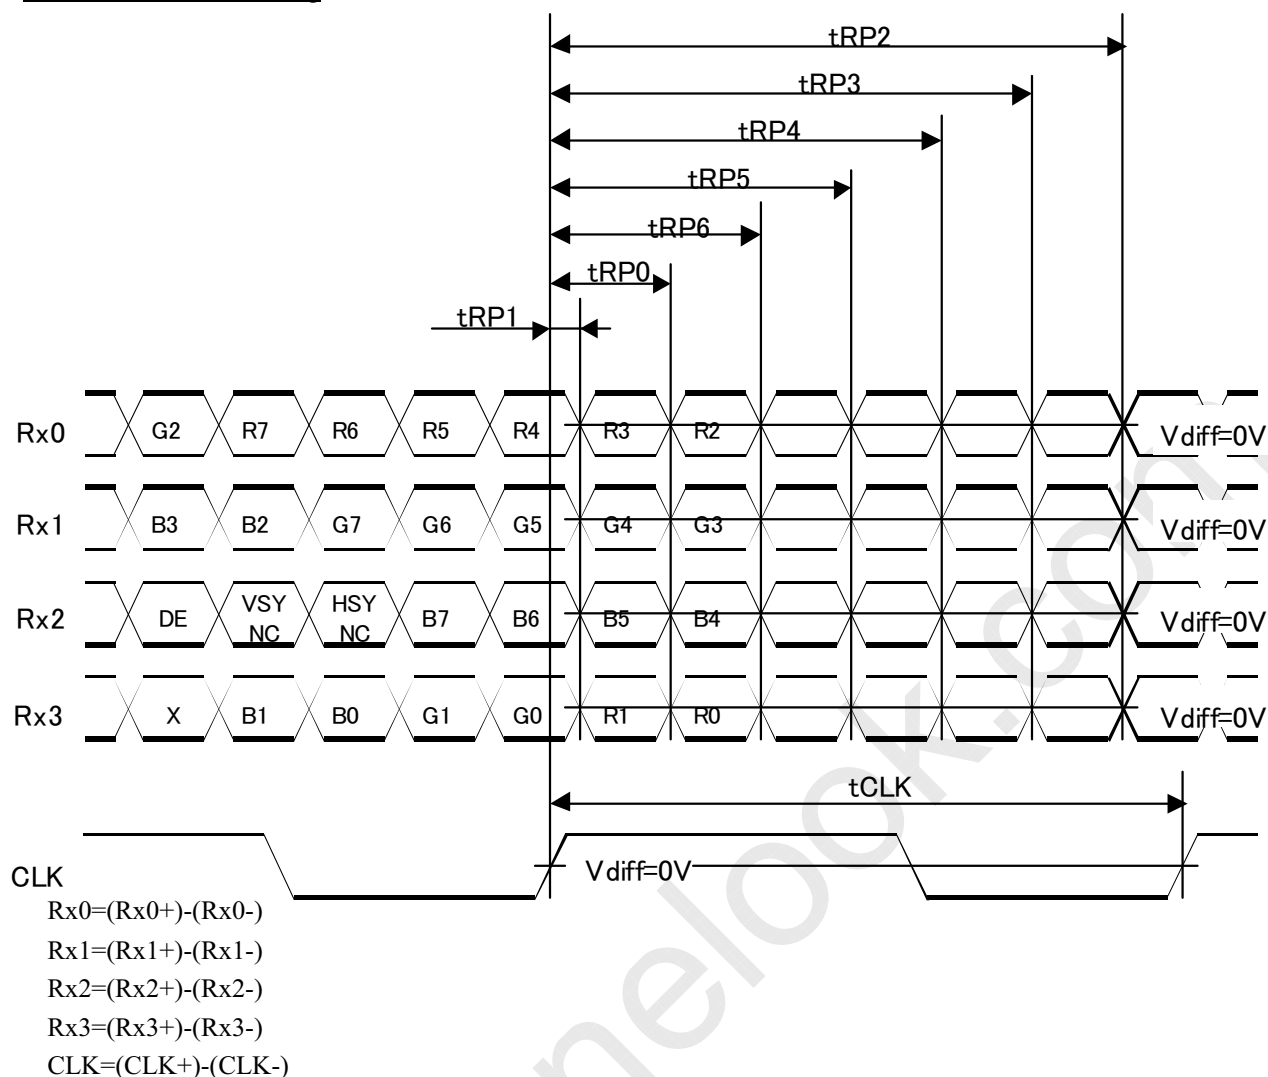 tRP2
tRP3
tRP4
tRP5
tRP6
tRP0
tRP1
Rx0 G2 R7 R6 R5 R4 R3 R2 Vdiff=0V
Rx1 B3 B2 G7 G6 G5 G4 G3 Vdiff=0V
Rx2 DE VSY NC HSY NC B7 B6 B5 B4 Vdiff=0V
Rx3 X B1 B0 G1 G0 R1 R0 Vdiff=0V
tCLK
CLK Vdiff=0V
Rx0=(Rx0+)-(Rx0-)
Rx1=(Rx1+)-(Rx1-)
Rx2=(Rx2+)-(Rx2-)
Rx3=(Rx3+)-(Rx3-)
CLK=(CLK+)-(CLK-)
nelook.com